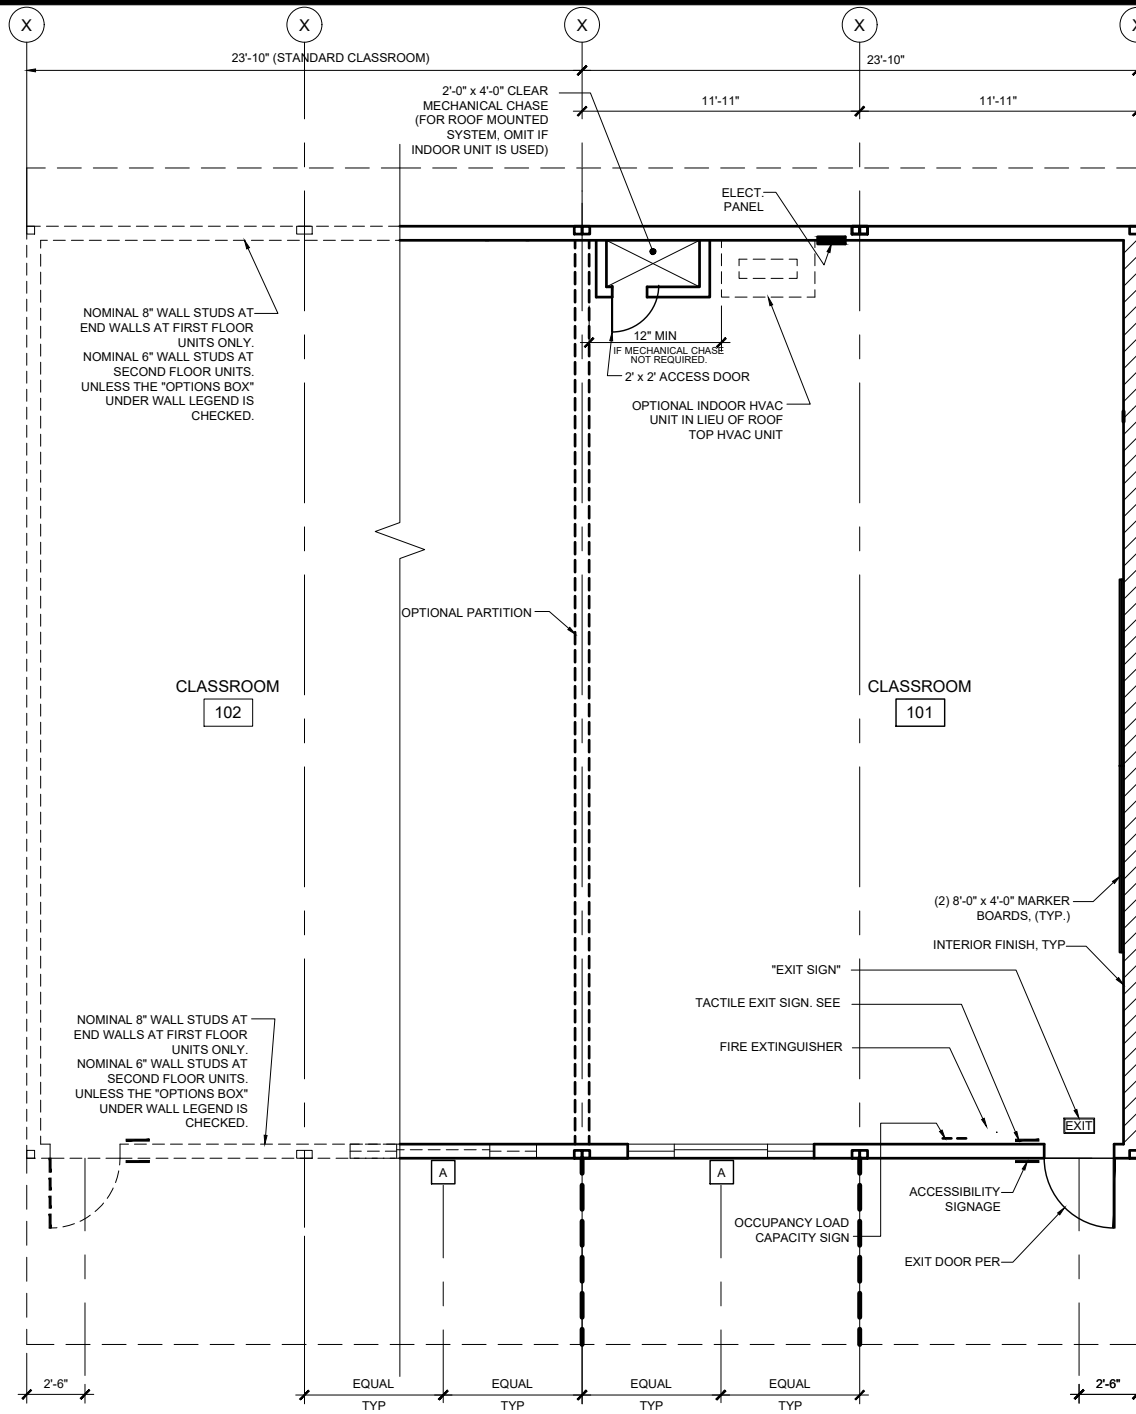 X X X X X
23'-10" (STANDARD CLASSROOM)
23'-10"
2'-0" x 4'-0" CLEAR
MECHANICAL CHASE
(FOR ROOF MOUNTED
SYSTEM, OMIT IF
INDOOR UNIT IS USED)
11'-11"
11'-11"
ELECT.
PANEL
NOMINAL 8" WALL STUDS AT
END WALLS AT FIRST FLOOR
UNITS ONLY.
NOMINAL 6" WALL STUDS AT
SECOND FLOOR UNITS.
UNLESS THE "OPTIONS BOX"
UNDER WALL LEGEND IS
CHECKED.
12" MIN
IF MECHANICAL CHASE
NOT REQUIRED.
2' x 2' ACCESS DOOR
OPTIONAL INDOOR HVAC
UNIT IN LIEU OF ROOF
TOP HVAC UNIT
OPTIONAL PARTITION
CLASSROOM
102
CLASSROOM
101
(2) 8'-0" x 4'-0" MARKER
BOARDS, (TYP.)
INTERIOR FINISH, TYP
"EXIT SIGN"
TACTILE EXIT SIGN. SEE
FIRE EXTINGUISHER
NOMINAL 8" WALL STUDS AT
END WALLS AT FIRST FLOOR
UNITS ONLY.
NOMINAL 6" WALL STUDS AT
SECOND FLOOR UNITS.
UNLESS THE "OPTIONS BOX"
UNDER WALL LEGEND IS
CHECKED.
EXIT
A
A
ACCESSIBILITY
SIGNAGE
OCCUPANCY LOAD
CAPACITY SIGN
EXIT DOOR PER
2'-6"
EQUAL
TYP
EQUAL
TYP
EQUAL
TYP
EQUAL
TYP
2'-6"